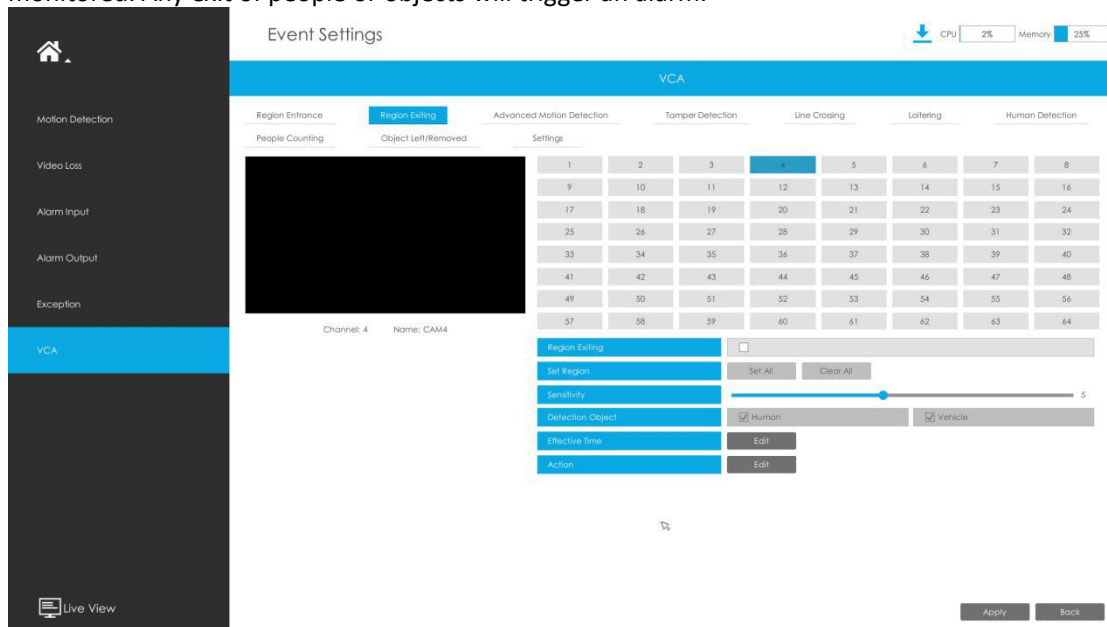 monitored. Any exit of people or objects will trigger an alarm.
Event Settings
CPU 2% Memory 25%
VCA
Motion Detection
Video Loss
Alarm Input
Alarm Output
Exception
VCA
Live View
Region Entrance Region Exiting Advanced Motion Detection Tamper Detection Line Crossing Loitering Human Detection
People Counting Object Left/Removed Settings
1 2 3 4 5 6 7 8
9 10 11 12 13 14 15 16
17 18 19 20 21 22 23 24
25 26 27 28 29 30 31 32
33 34 35 36 37 38 39 40
41 42 43 44 45 46 47 48
49 50 51 52 53 54 55 56
57 58 59 60 61 62 63 64
Channel: 4 Name: CAM4
Region Exiting
Set Region Set All Clear All
Sensitivity 5
Detection Object Human Vehicle
Effective Time Edit
Action Edit
Apply Back